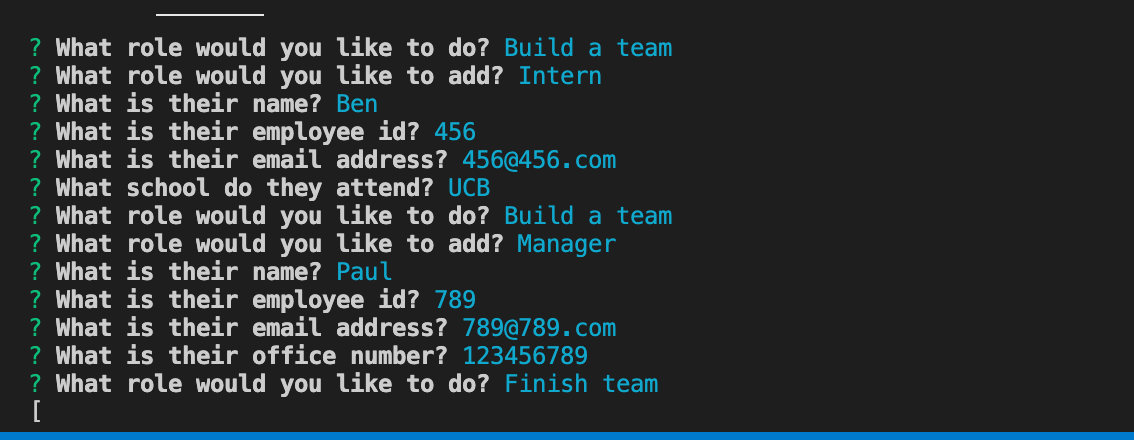 ? What role would you like to do? Build a team
? What role would you like to add? Intern
? What is their name? Ben
? What is their employee id? 456
? What is their email address? 456@456.com
? What school do they attend? UCB
? What role would you like to do? Build a team
? What role would you like to add? Manager
? What is their name? Paul
? What is their employee id? 789
? What is their email address? 789@789.com
? What is their office number? 123456789
? What role would you like to do? Finish team
[